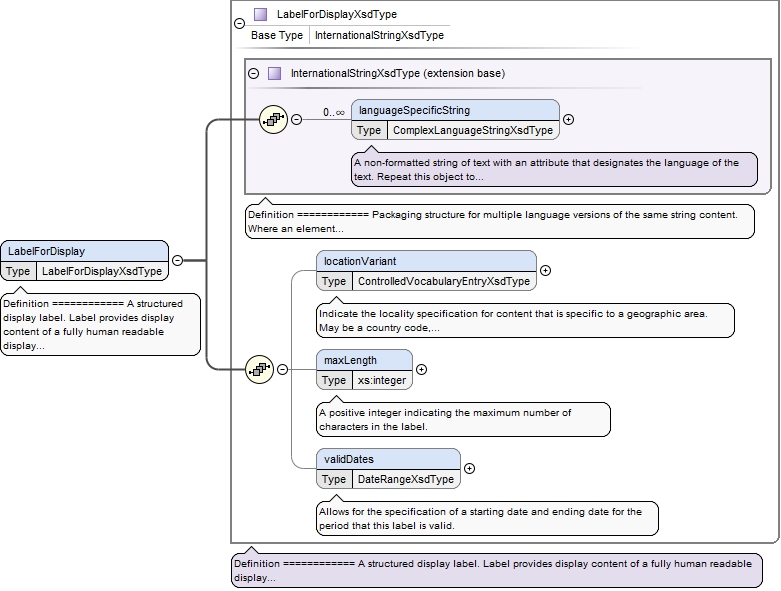 LabelForDisplayXsdType
Base Type InternationalStringXsdType
InternationalStringXsdType (extension base)
0..∞
languageSpecificString
Type ComplexLanguageStringXsdType
A non-formatted string of text with an attribute that designates the language of the
text. Repeat this object to...
Definition ============ Packaging structure for multiple language versions of the same string content.
Where an element...
LabelForDisplay
Type LabelForDisplayXsdType
Definition ============ A structured
display label. Label provides display
content of a fully human readable
display...
locationVariant
Type ControlledVocabularyEntryXsdType
Indicate the locality specification for content that is specific to a geographic area.
May be a country code,...
maxLength
Type xs:integer
A positive integer indicating the maximum number of
characters in the label.
validDates
Type DateRangeXsdType
Allows for the specification of a starting date and ending date for the
period that this label is valid.
Definition ============ A structured display label. Label provides display content of a fully human readable
display...